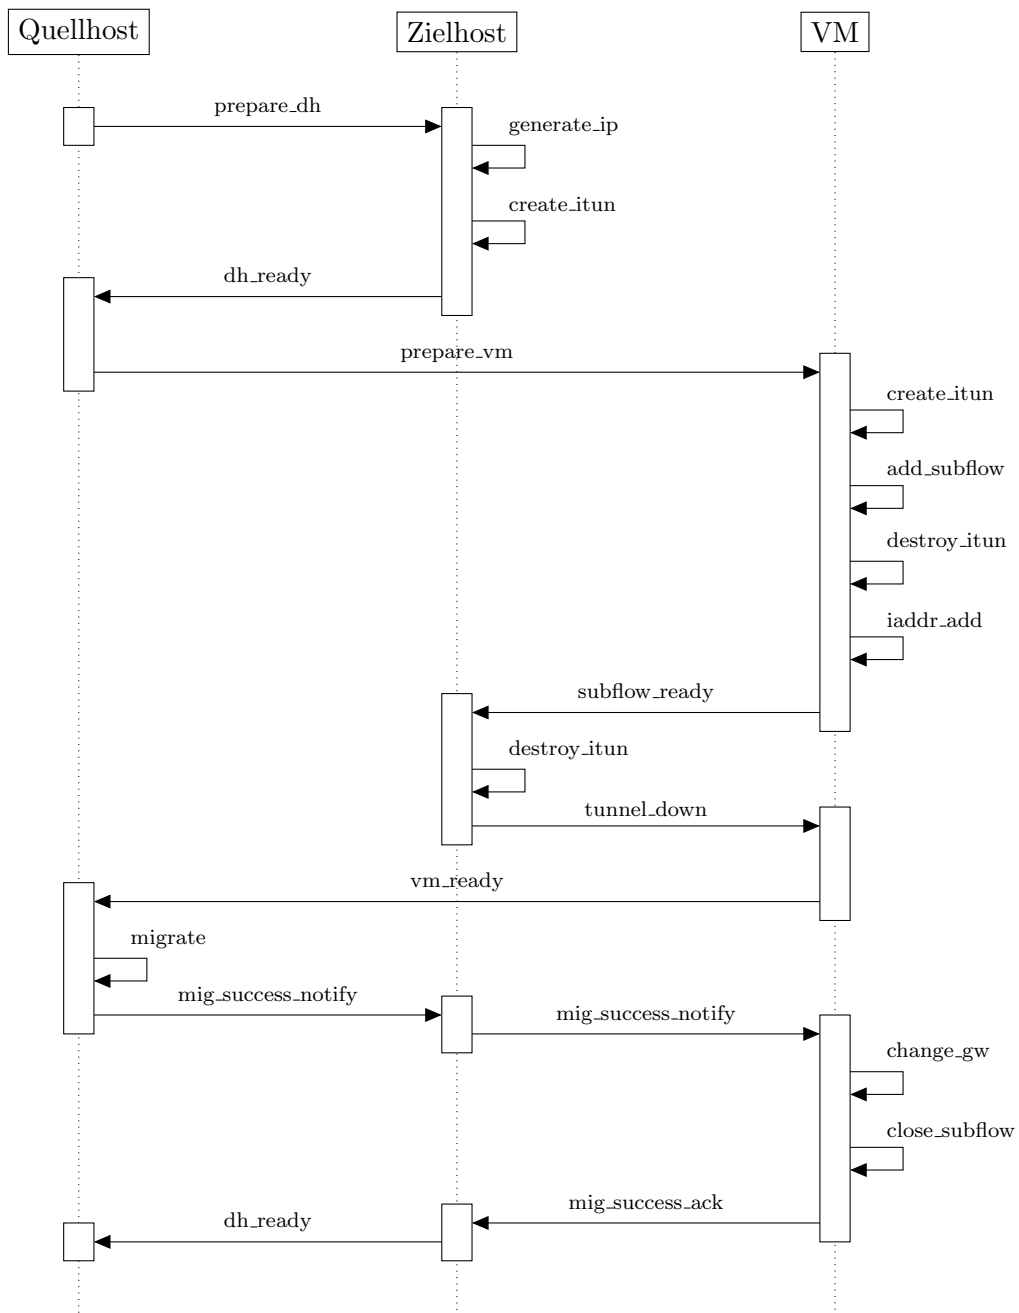 Quellhost
Zielhost
VM
prepare_dh
generate_ip
create_itun
dh_ready
prepare_vm
create_itun
add_subflow
destroy_itun
iaddr_add
subflow_ready
destroy_itun
tunnel_down
vm_ready
migrate
mig_success_notify
mig_success_notify
change_gw
close_subflow
mig_success_ack
dh_ready